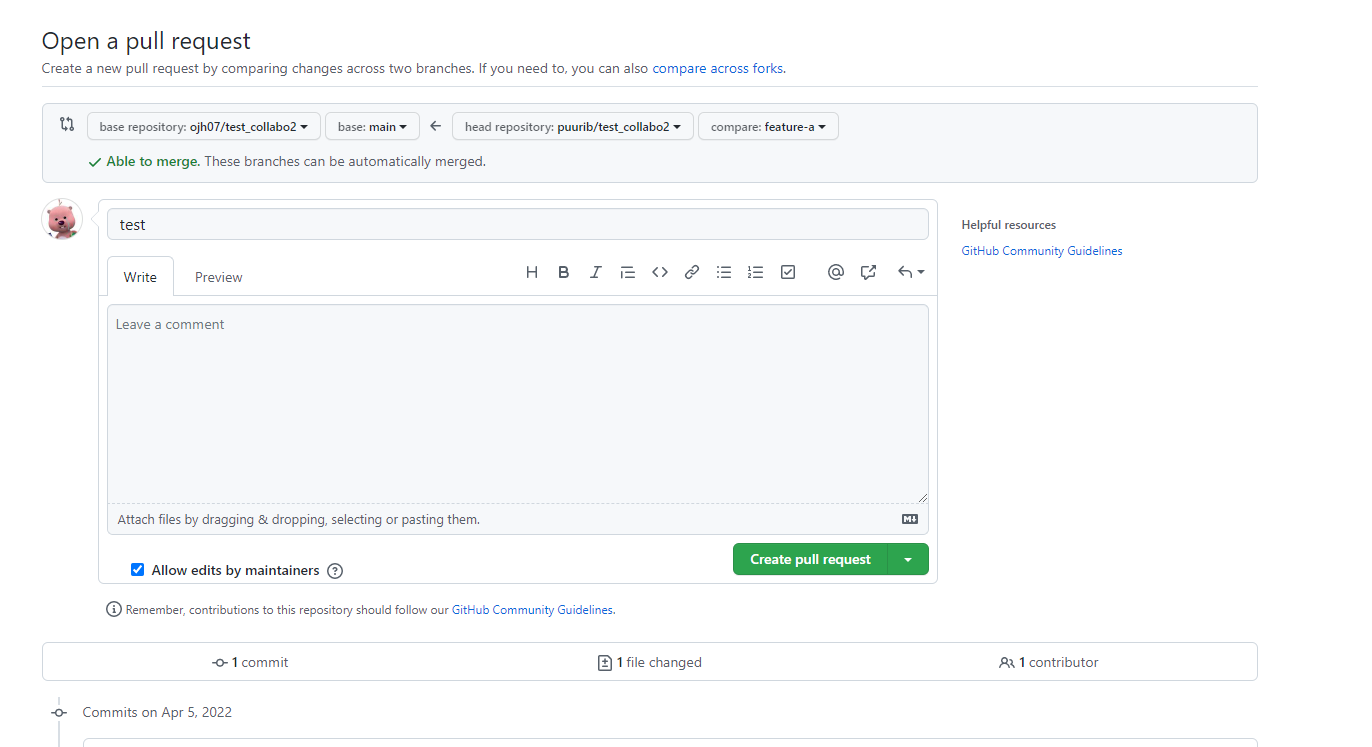 Open a pull request
Create a new pull request by comparing changes across two branches. If you need to, you can also compare across forks.
base repository: ojh07/test_collabo2 base: main head repository: puurib/test_collabo2 compare: feature-a
Able to merge. These branches can be automatically merged.
test
Helpful resources
GitHub Community Guidelines
Write Preview
Leave a comment
Attach files by dragging & dropping, selecting or pasting them.
Allow edits by maintainers
Create pull request
Remember, contributions to this repository should follow our GitHub Community Guidelines.
1 commit 1 file changed 1 contributor
Commits on Apr 5, 2022